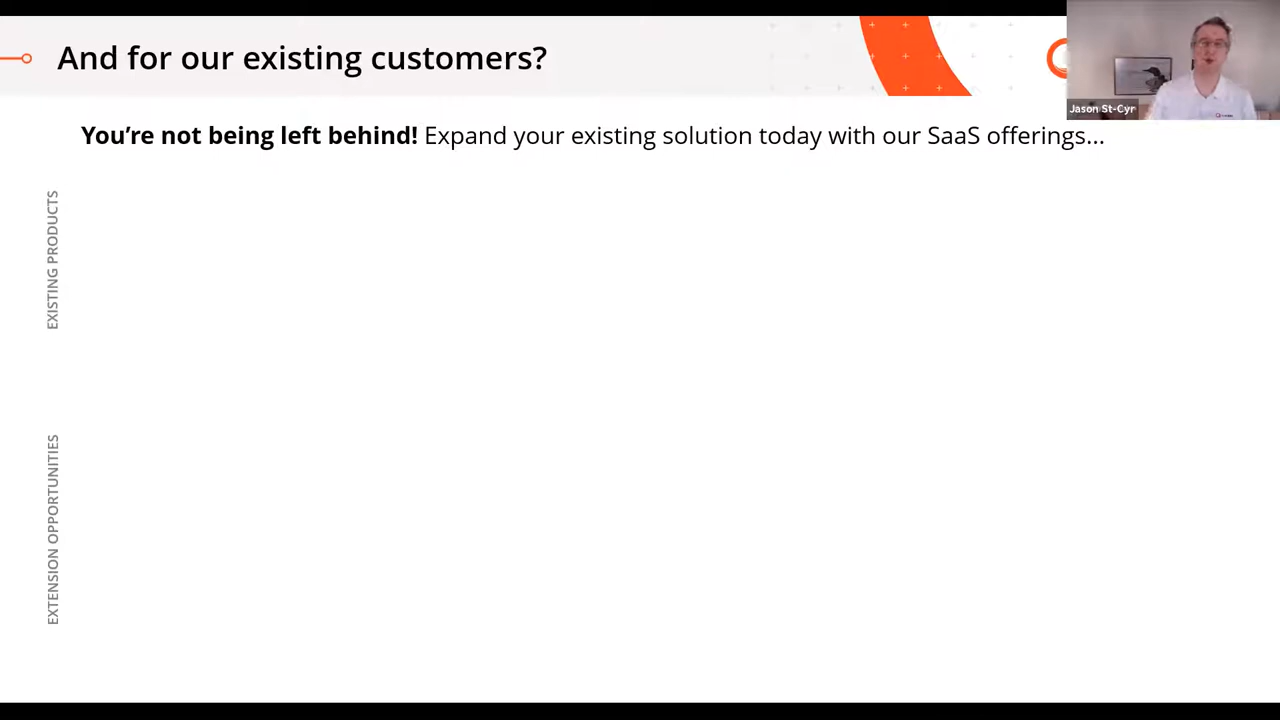 And for our existing customers?
Jason St-Cyr
You're not being left behind! Expand your existing solution today with our SaaS offerings...
EXISTING PRODUCTS
EXTENSION OPPORTUNITIES